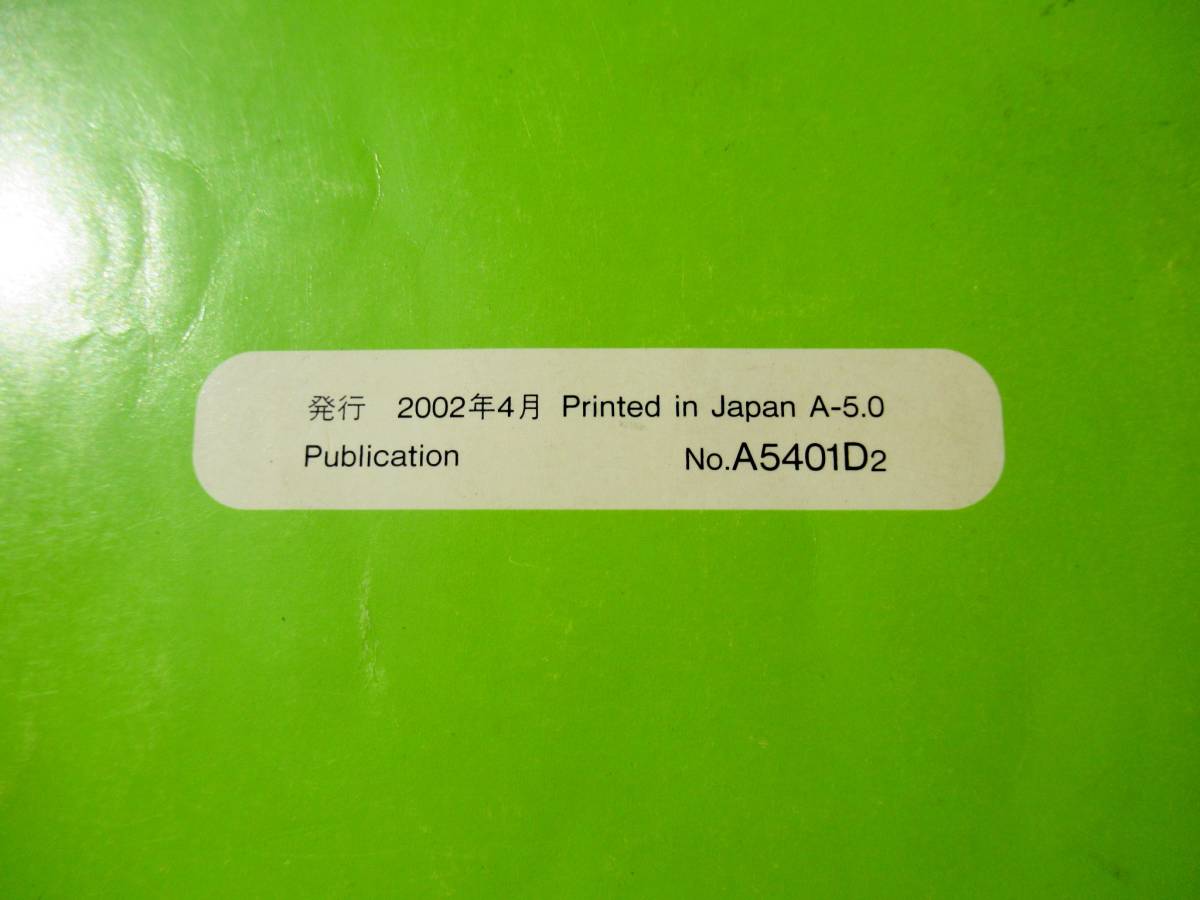 発行 2002年4月 Printed in Japan A-5.0
Publication No.A5401D2